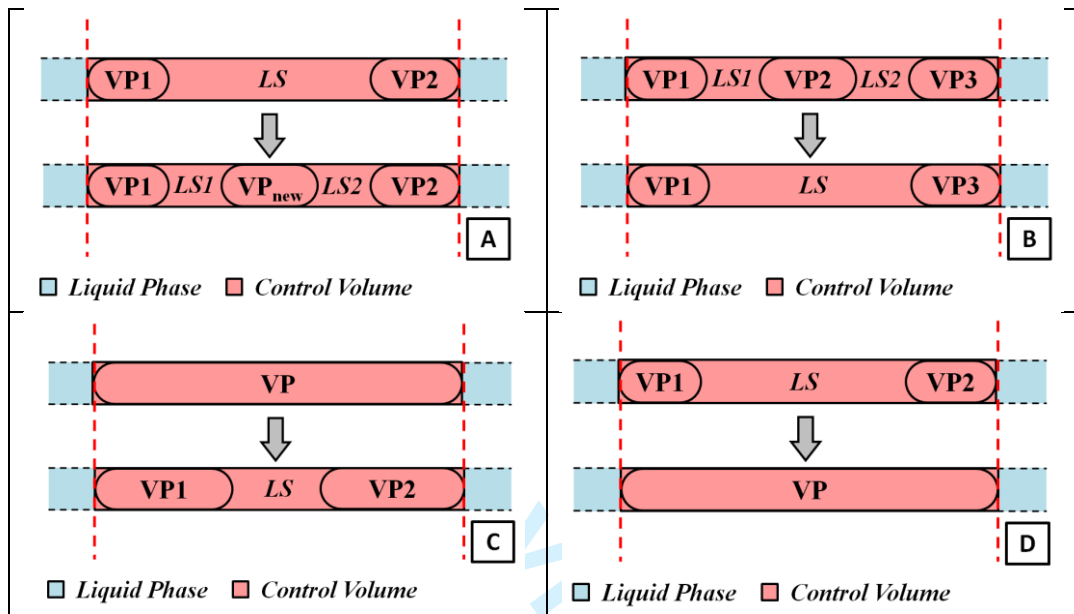 VP1 LS VP2
VP1 LS1 VPnew LS2 VP2
A
Liquid Phase Control Volume
VP1 LS1 VP2 LS2 VP3
VP1 LS VP3
B
Liquid Phase Control Volume
VP
VP1 LS VP2
C
Liquid Phase Control Volume
VP1 LS VP2
VP
D
Liquid Phase Control Volume